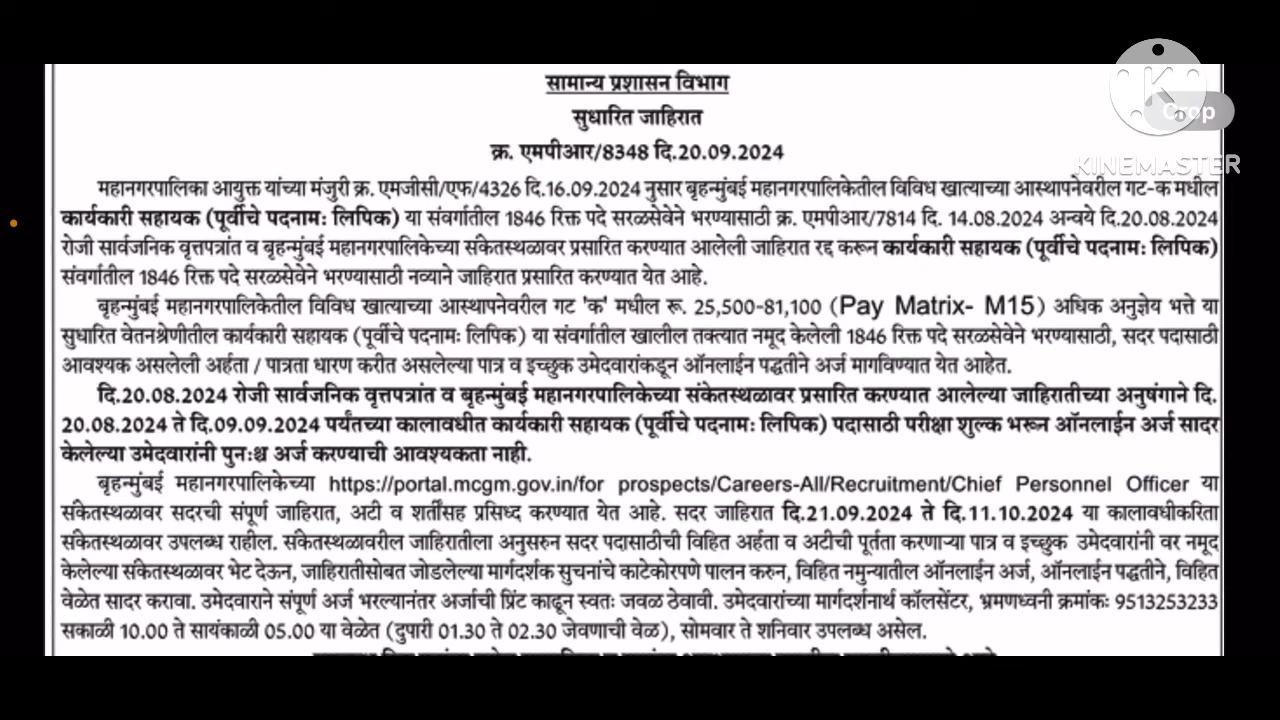 सामान्य प्रशासन विभाग
सुधारित जाहिरात
क्र. एमपीआर/8348 दि.20.09.2024
Crop
KINEMASTER
महानगरपालिका आयुक्त यांच्या मंजुरी क्र. एमजीसी/एफ/4326 दि.16.09.2024 नुसार बृहन्मुंबई महानगरपालिकेतील विविध खात्याच्या आस्थापनेवरील गट-क मधील
कार्यकारी सहायक (पूर्वीचे पदनाम: लिपिक) या संवर्गातील 1846 रिक्त पदे सरळसेवेने भरण्यासाठी क्र. एमपीआर/7814 दि. 14.08.2024 अन्वये दि.20.08.2024
रोजी सार्वजनिक वृत्तपत्रांत व बृहन्मुंबई महानगरपालिकेच्या संकेतस्थळावर प्रसारित करण्यात आलेली जाहिरात रद्द करून कार्यकारी सहायक (पूर्वीचे पदनाम: लिपिक)
संवर्गातील 1846 रिक्त पदे सरळसेवेने भरण्यासाठी नव्याने जाहिरात प्रसारित करण्यात येत आहे.
बृहन्मुंबई महानगरपालिकेतील विविध खात्याच्या आस्थापनेवरील गट 'क' मधील रू. 25,500-81,100 (Pay Matrix- M15) अधिक अनुज्ञेय भत्ते या
सुधारित वेतनश्रेणीतील कार्यकारी सहायक (पूर्वीचे पदनाम: लिपिक) या संवर्गातील खालील तक्त्यात नमूद केलेली 1846 रिक्त पदे सरळसेवेने भरण्यासाठी, सदर पदासाठी
आवश्यक असलेली अर्हता / पात्रता धारण करीत असलेल्या पात्र व इच्छुक उमेदवारांकडून ऑनलाईन पद्धतीने अर्ज मागविण्यात येत आहेत.
दि.20.08.2024 रोजी सार्वजनिक वृत्तपत्रांत व बृहन्मुंबई महानगरपालिकेच्या संकेतस्थळावर प्रसारित करण्यात आलेल्या जाहिरातीच्या अनुषंगाने दि.
20.08.2024 ते दि.09.09.2024 पर्यंतच्या कालावधीत कार्यकारी सहायक (पूर्वीचे पदनाम: लिपिक) पदासाठी परीक्षा शुल्क भरून ऑनलाईन अर्ज सादर
केलेल्या उमेदवारांनी पुनःश्च अर्ज करण्याची आवश्यकता नाही.
बृहन्मुंबई महानगरपालिकेच्या https://portal.mcgm.gov.in/for prospects/Careers-All/Recruitment/Chief Personnel Officer या
संकेतस्थळावर सदरची संपूर्ण जाहिरात, अटी व शर्तींसह प्रसिध्द करण्यात येत आहे. सदर जाहिरात दि.21.09.2024 ते दि.11.10.2024 या कालावधीकरिता
संकेतस्थळावर उपलब्ध राहील. संकेतस्थळावरील जाहिरातीला अनुसरुन सदर पदासाठीची विहित अर्हता व अटीची पूर्तता करणाऱ्या पात्र व इच्छुक उमेदवारांनी वर नमूद
केलेल्या संकेतस्थळावर भेट देऊन, जाहिरातीसोबत जोडलेल्या मार्गदर्शक सुचनांचे काटेकोरपणे पालन करुन, विहित नमुन्यातील ऑनलाईन अर्ज, ऑनलाईन पद्धतीने, विहित
वेळेत सादर करावा. उमेदवाराने संपूर्ण अर्ज भरल्यानंतर अर्जाची प्रिंट काढून स्वतः जवळ ठेवावी. उमेदवारांच्या मार्गदर्शनार्थ कॉलसेंटर, भ्रमणध्वनी क्रमांकः 9513253233
सकाळी 10.00 ते सायंकाळी 05.00 या वेळेत (दुपारी 01.30 ते 02.30 जेवणाची वेळ), सोमवार ते शनिवार उपलब्ध असेल.